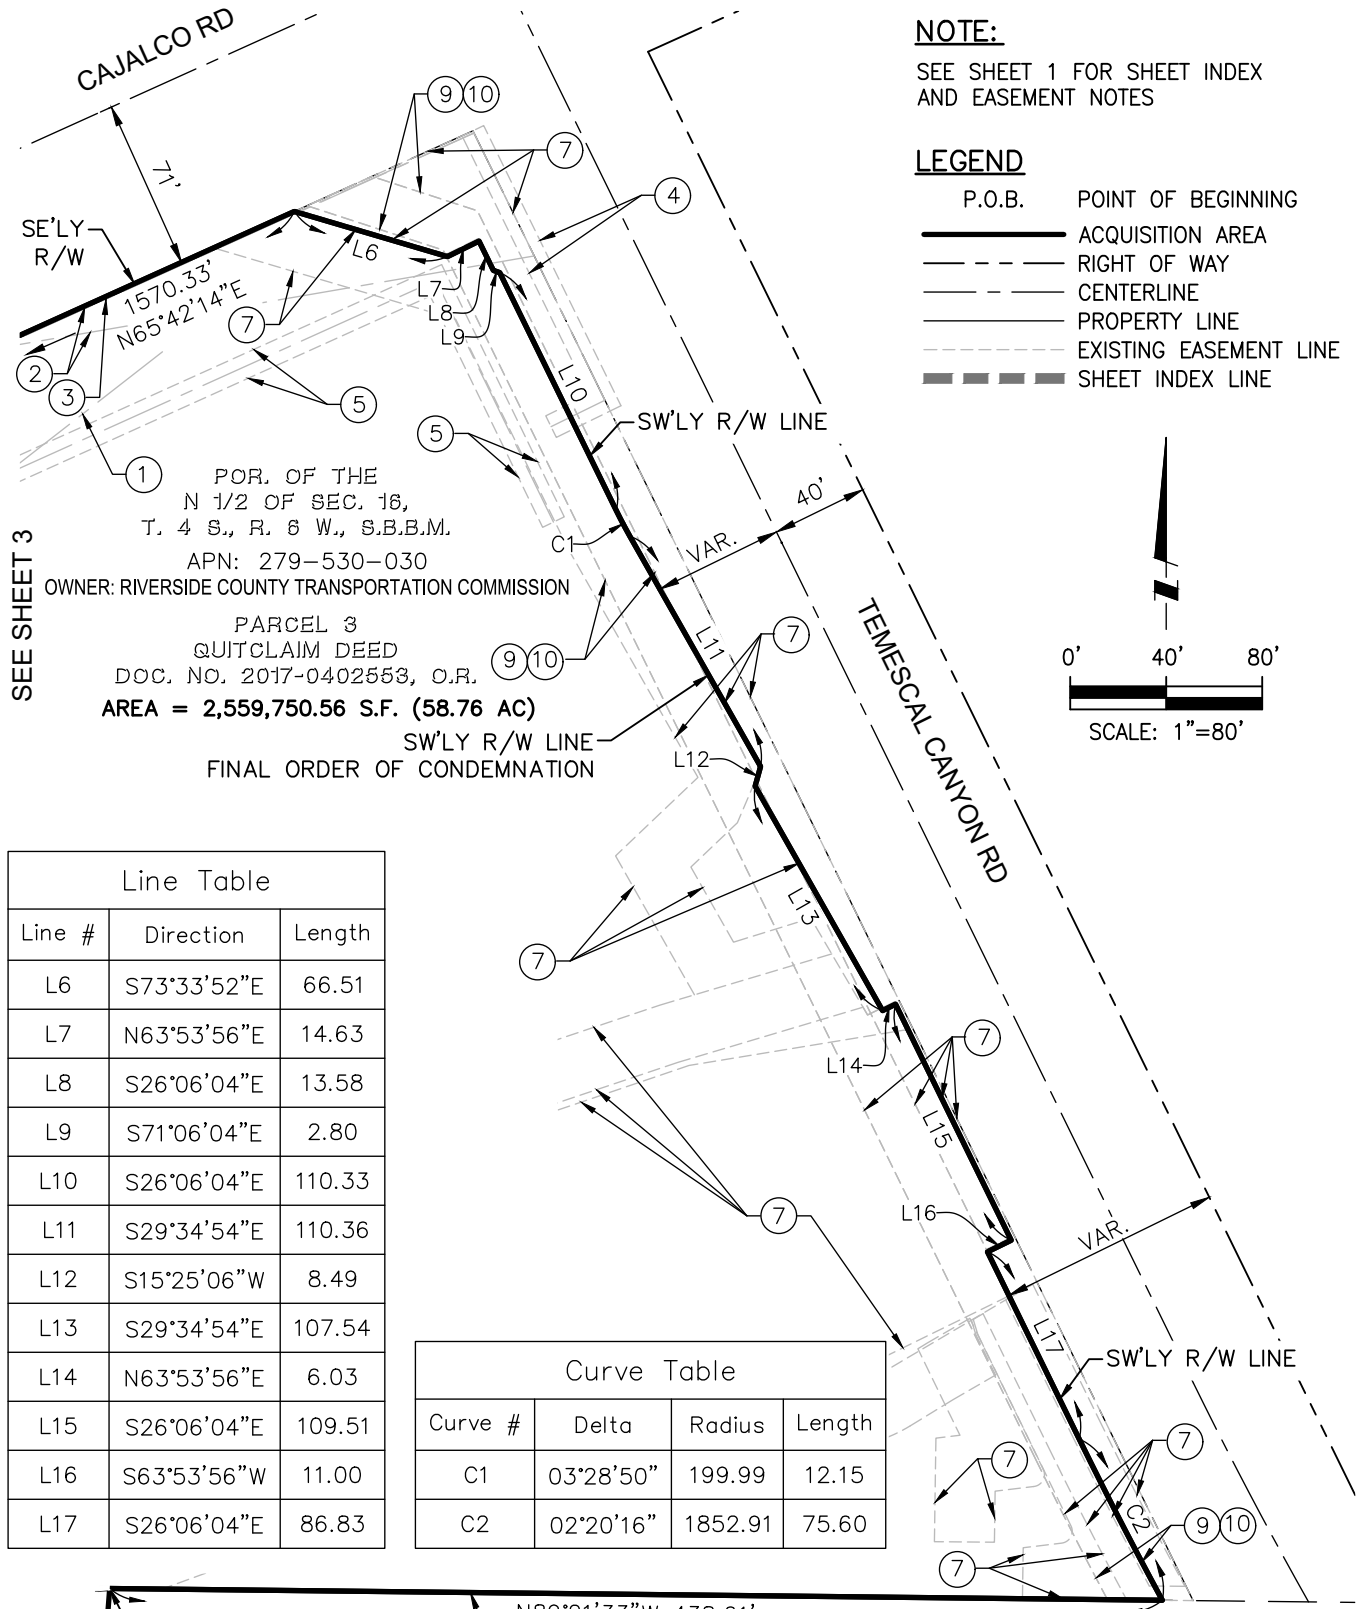 CAJALCO RD
71'
SE'LY
R/W
1570.33'
N65°42'14"E
9 10
7
4
L6
L7
L8
L9
7
2
3
5
1
5
L10
SW'LY R/W LINE
NOTE:
SEE SHEET 1 FOR SHEET INDEX
AND EASEMENT NOTES
LEGEND
P.O.B. POINT OF BEGINNING
ACQUISITION AREA
RIGHT OF WAY
CENTERLINE
PROPERTY LINE
EXISTING EASEMENT LINE
SHEET INDEX LINE
SEE SHEET 3
POR. OF THE
N 1/2 OF SEC. 16,
T. 4 S., R. 6 W., S.B.B.M.
APN: 279-530-030
OWNER: RIVERSIDE COUNTY TRANSPORTATION COMMISSION
PARCEL 3
QUITCLAIM DEED
DOC. NO. 2017-0402553, O.R.
AREA = 2,559,750.56 S.F. (58.76 AC)
SW'LY R/W LINE
FINAL ORDER OF CONDEMNATION
C1
VAR.
40'
9 10
L11
7
L12
TEMESCAL CANYON RD
0' 40' 80'
SCALE: 1"=80'
L13
7
L14
7
L15
L16
7
VAR.
L17
SW'LY R/W LINE
7
7
C2
9 10
7
Line Table
Line # Direction Length
L6 S73°33'52"E 66.51
L7 N63°53'56"E 14.63
L8 S26°06'04"E 13.58
L9 S71°06'04"E 2.80
L10 S26°06'04"E 110.33
L11 S29°34'54"E 110.36
L12 S15°25'06"W 8.49
L13 S29°34'54"E 107.54
L14 N63°53'56"E 6.03
L15 S26°06'04"E 109.51
L16 S63°53'56"W 11.00
L17 S26°06'04"E 86.83
Curve Table
Curve # Delta Radius Length
C1 03°28'50" 199.99 12.15
C2 02°20'16" 1852.91 75.60